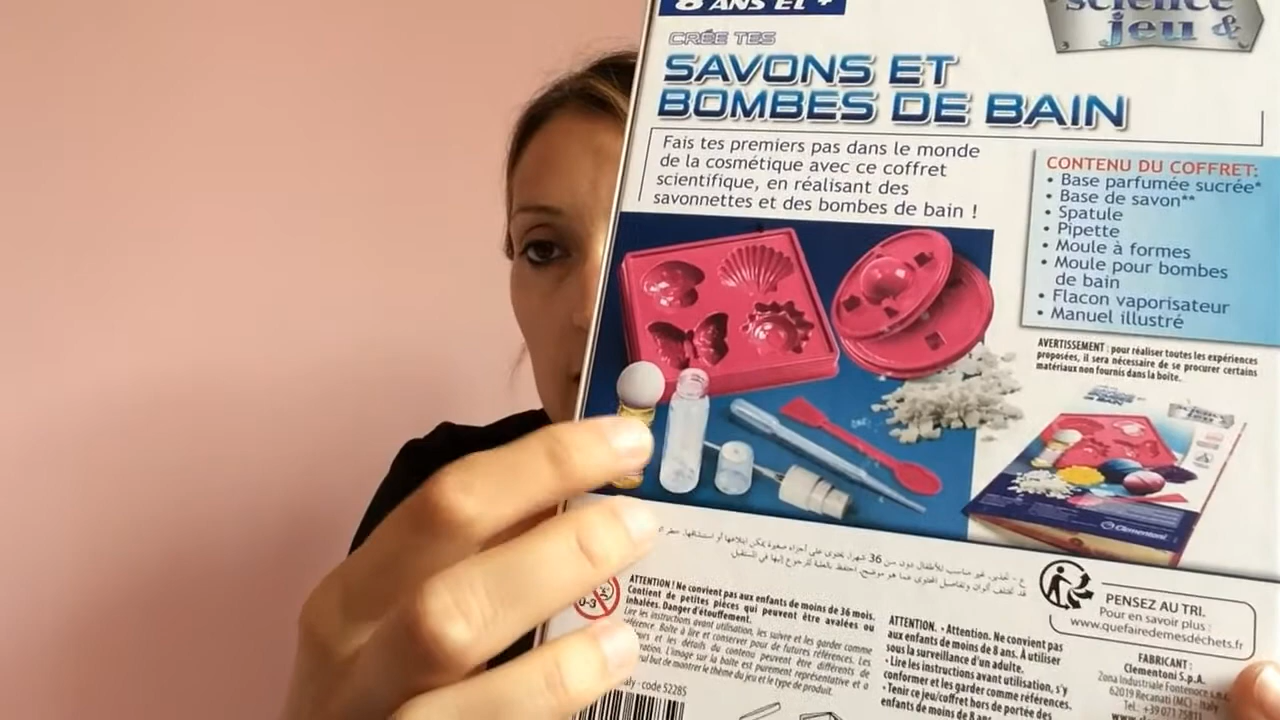 8 ANS ET +
science
jeu &
CRÉE TES
SAVONS ET
BOMBES DE BAIN
Fais tes premiers pas dans le monde
de la cosmétique avec ce coffret
scientifique, en réalisant des
savonnettes et des bombes de bain !
CONTENU DU COFFRET:
• Base parfumée sucrée*
• Base de savon**
• Spatule
• Pipette
• Moule à formes
• Moule pour bombes
de bain
• Flacon vaporisateur
• Manuel illustré
AVERTISSEMENT : pour réaliser toutes les expériences
proposées, il sera nécessaire de se procurer certains
matériaux non fournis dans la boîte.
DE BAIN
Clementoni
0-3
ATTENTION ! Ne convient pas aux enfants de moins de 36 mois.
Contient de petites pièces qui peuvent être avalées ou
inhalées. Danger d'étouffement.
Lire les instructions avant utilisation, les suivre et les garder comme
référence. Boîte à lire et conserver pour de futures références. Les
et les détails du contenu peuvent être différents de
L'image sur la boîte est purement représentative et a
seul but de montrer le thème du jeu et le type de produit.
Italy - code 52285
ATTENTION. • Attention. Ne convient pas
aux enfants de moins de 8 ans. À utiliser
sous la surveillance d'un adulte.
• Lire les instructions avant utilisation, s'y
conformer et les garder comme références.
• Tenir ce jeu/coffret hors de portée des
enfants de moins de 8 ans
PENSEZ AU TRI.
Pour en savoir plus :
www.quefairedemesdéchets.fr
FABRICANT :
Clementoni S.p.A.
Zona Industriale Fontenoce s.n.c.
62019 Recanati (MC) - Italy
Tel.: +39 071 758